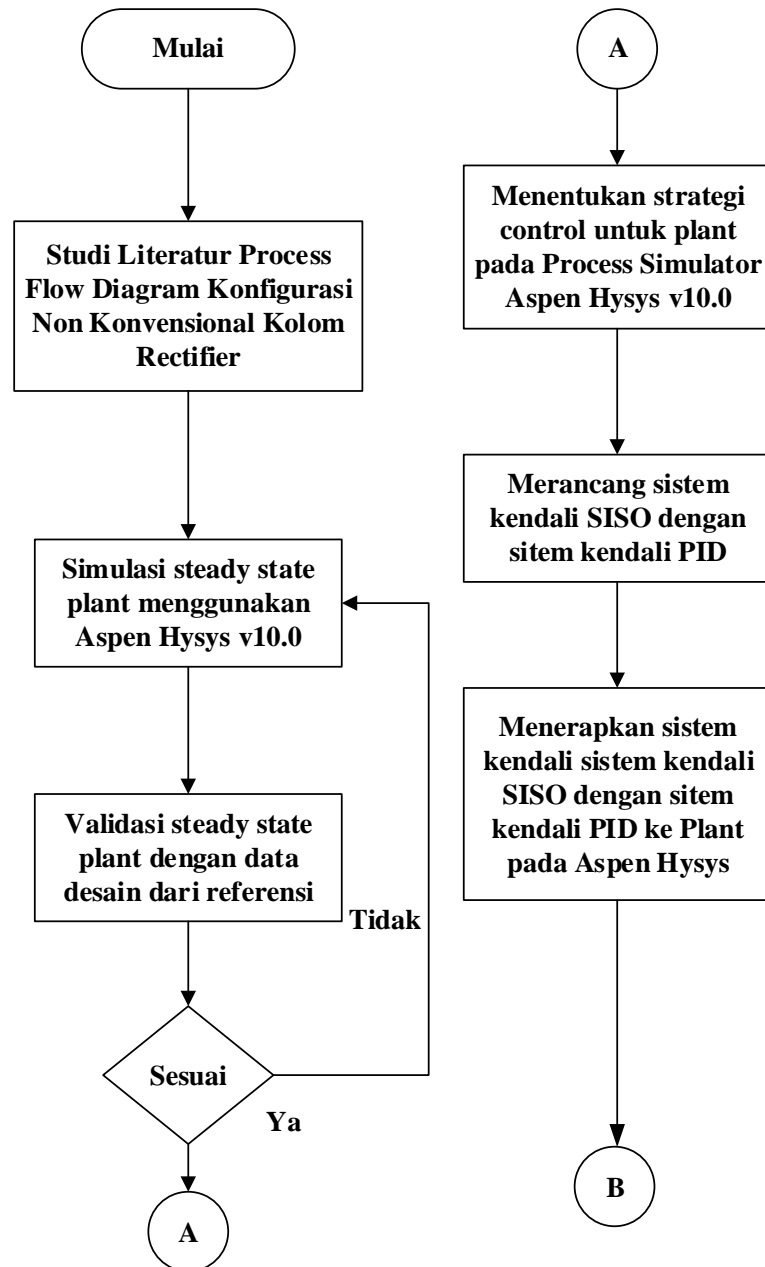 Mulai
Studi Literatur Process
Flow Diagram Konfigurasi
Non Konvensional Kolom
Rectifier
Simulasi steady state
plant menggunakan
Aspen Hysys v10.0
Validasi steady state
plant dengan data
desain dari referensi
Tidak
Sesuai
Ya
A
A
Menentukan strategi
control untuk plant
pada Process Simulator
Aspen Hysys v10.0
Merancang sistem
kendali SISO dengan
sitem kendali PID
Menerapkan sistem
kendali sistem kendali
SISO dengan sitem
kendali PID ke Plant
pada Aspen Hysys
B